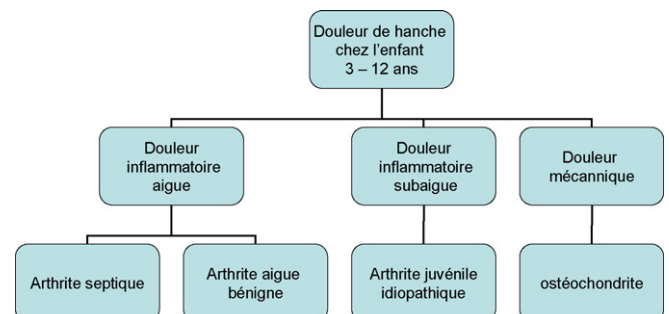 Douleur de hanche
chez l'enfant
3 – 12 ans
Douleur
inflammatoire
aigue
Douleur
inflammatoire
subaigue
Douleur
mécannique
Arthrite septique
Arthrite aigue
bénigne
Arthrite juvénile
idiopathique
ostéochondrite